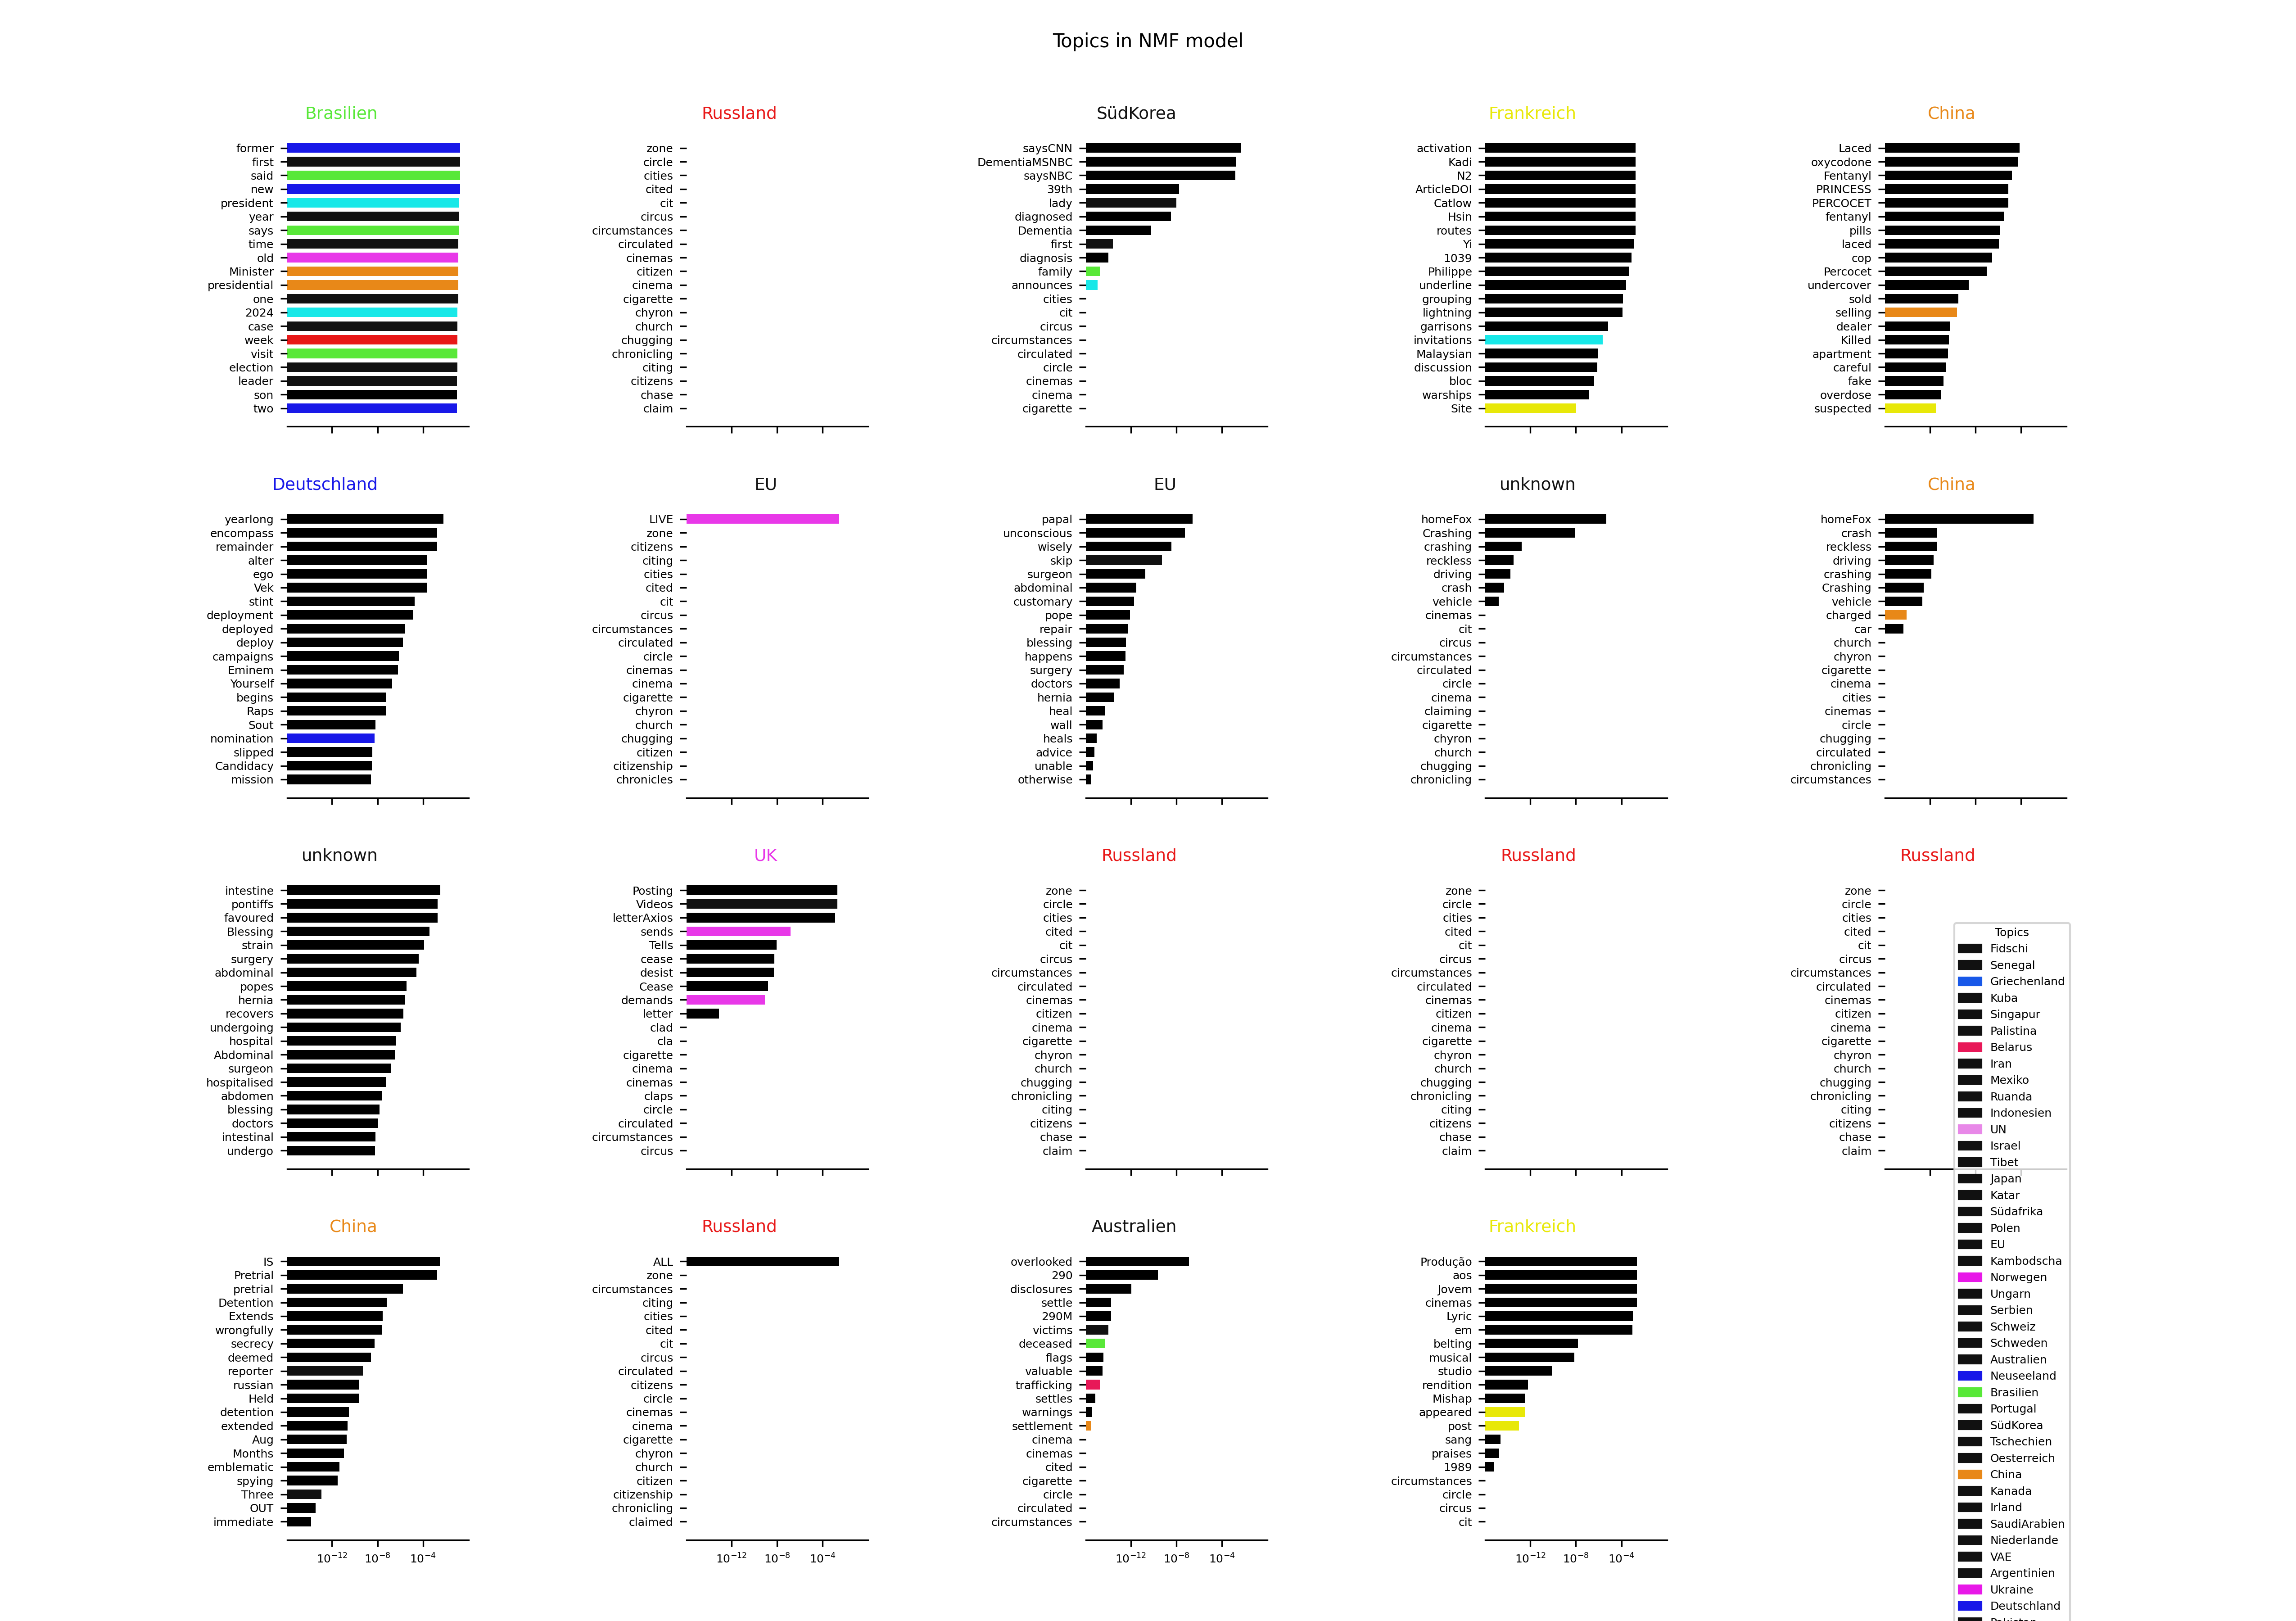 Topics in NMF model
Brasilien
former
first
said
new
president
year
says
time
old
Minister
presidential
one
2024
case
week
visit
election
leader
son
two
Russland
zone
circle
cities
cited
cit
circus
circumstances
circulated
cinemas
citizen
cinema
cigarette
chyron
church
chugging
chronicling
citing
citizens
chase
claim
SüdKorea
saysCNN
DementiaMSNBC
saysNBC
39th
lady
diagnosed
Dementia
first
diagnosis
family
announces
cities
cit
circus
circumstances
circulated
circle
cinemas
cinema
cigarette
Frankreich
activation
Kadi
N2
ArticleDOI
Catlow
Hsin
routes
Yi
1039
Philippe
underline
grouping
lightning
garrisons
invitations
Malaysian
discussion
bloc
warships
Site
China
Laced
oxycodone
Fentanyl
PRINCESS
PERCOCET
fentanyl
pills
laced
cop
Percocet
undercover
sold
selling
dealer
Killed
apartment
careful
fake
overdose
suspected
Deutschland
yearlong
encompass
remainder
alter
ego
Vek
stint
deployment
deployed
deploy
campaigns
Eminem
Yourself
begins
Raps
Sout
nomination
slipped
Candidacy
mission
EU
LIVE
zone
citizens
citing
cities
cited
cit
circus
circumstances
circulated
circle
cinemas
cinema
cigarette
chyron
church
chugging
citizen
citizenship
chronicles
EU
papal
unconscious
wisely
skip
surgeon
abdominal
customary
pope
repair
blessing
happens
surgery
doctors
hernia
heal
wall
heals
advice
unable
otherwise
unknown
homeFox
Crashing
crashing
reckless
driving
crash
vehicle
cinemas
cit
circus
circumstances
circulated
circle
cinema
claiming
cigarette
chyron
church
chugging
chronicling
China
homeFox
crash
reckless
driving
crashing
Crashing
vehicle
charged
car
church
chyron
cigarette
cinema
cities
cinemas
circle
chugging
circulated
chronicling
circumstances
unknown
intestine
pontiffs
favoured
Blessing
strain
surgery
abdominal
popes
hernia
recovers
undergoing
hospital
Abdominal
surgeon
hospitalised
abdomen
blessing
doctors
intestinal
undergo
UK
Posting
Videos
letterAxios
sends
Tells
cease
desist
Cease
demands
letter
clad
cla
cigarette
cinema
cinemas
claps
circle
circulated
circumstances
circus
Russland
zone
circle
cities
cited
cit
circus
circumstances
circulated
cinemas
citizen
cinema
cigarette
chyron
church
chugging
chronicling
citing
citizens
chase
claim
Russland
zone
circle
cities
cited
cit
circus
circumstances
circulated
cinemas
citizen
cinema
cigarette
chyron
church
chugging
chronicling
citing
citizens
chase
claim
Russland
zone
circle
cities
cited
cit
circus
circumstances
circulated
cinemas
citizen
cinema
cigarette
chyron
church
chugging
chronicling
citing
citizens
chase
claim
China
IS
Pretrial
pretrial
Detention
Extends
wrongfully
secrecy
deemed
reporter
russian
Held
detention
extended
Aug
Months
emblematic
spying
Three
OUT
immediate
10⁻¹² 10⁻⁸ 10⁻⁴
Russland
ALL
zone
circumstances
citing
cities
cited
cit
circus
circulated
citizens
circle
cinemas
cinema
cigarette
chyron
church
citizen
citizenship
chronicling
claimed
10⁻¹² 10⁻⁸ 10⁻⁴
Australien
overlooked
290
disclosures
settle
290M
victims
deceased
flags
valuable
trafficking
settles
warnings
settlement
cinema
cinemas
cited
cigarette
circle
circulated
circumstances
10⁻¹² 10⁻⁸ 10⁻⁴
Frankreich
Produção
aos
Jovem
cinemas
Lyric
em
belting
musical
studio
rendition
Mishap
appeared
post
sang
praises
1989
circumstances
circle
circus
cit
10⁻¹² 10⁻⁸ 10⁻⁴
Topics
Fidschi
Senegal
Griechenland
Kuba
Singapur
Palistina
Belarus
Iran
Mexiko
Ruanda
Indonesien
UN
Israel
Tibet
Japan
Katar
Südafrika
Polen
EU
Kambodscha
Norwegen
Ungarn
Serbien
Schweiz
Schweden
Australien
Neuseeland
Brasilien
Portugal
SüdKorea
Tschechien
Oesterreich
China
Kanada
Irland
SaudiArabien
Niederlande
VAE
Argentinien
Ukraine
Deutschland